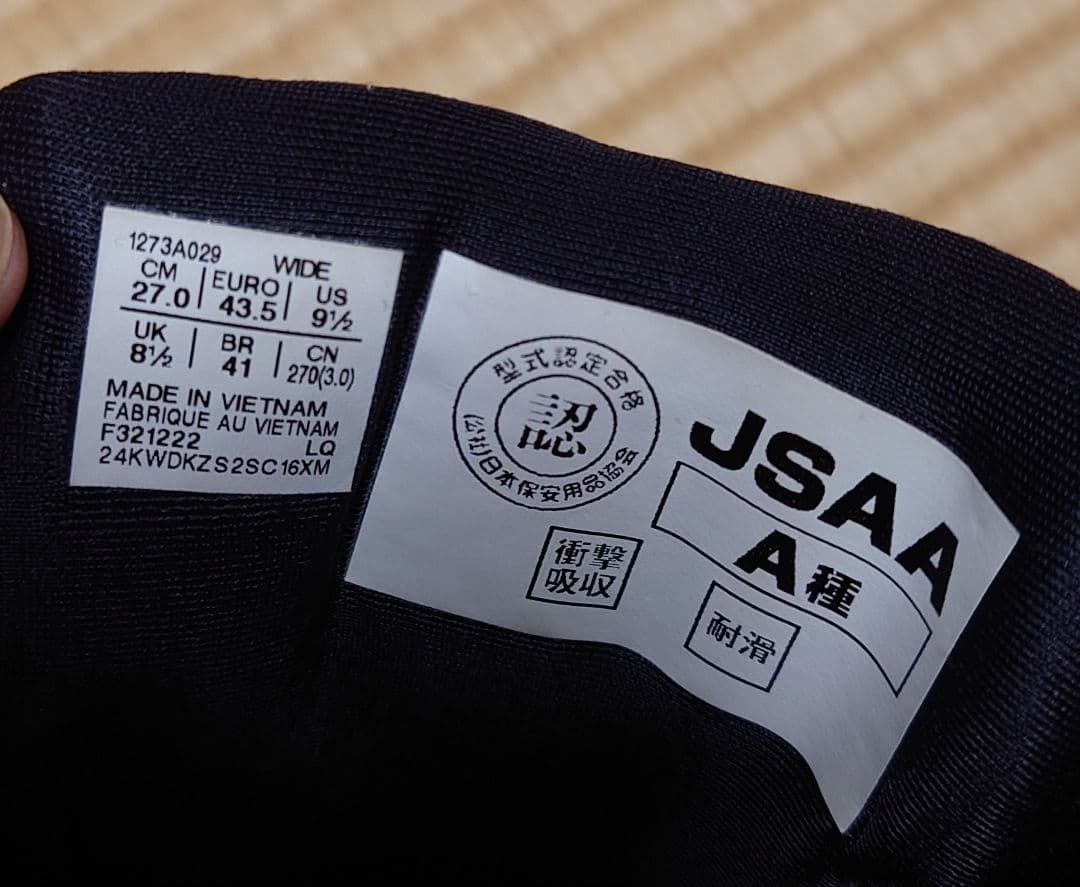 1273A029 WIDE
CM EURO US
27.0 43.5 9½
UK BR CN
8½ 41 270(3.0)
MADE IN VIETNAM
FABRIQUE AU VIETNAM
F321222 LQ
24KWDKZS2SC16XM
型式認定合格
認
(公社)日本保安用品協会
JSAA
A種
衝撃
吸収
耐滑